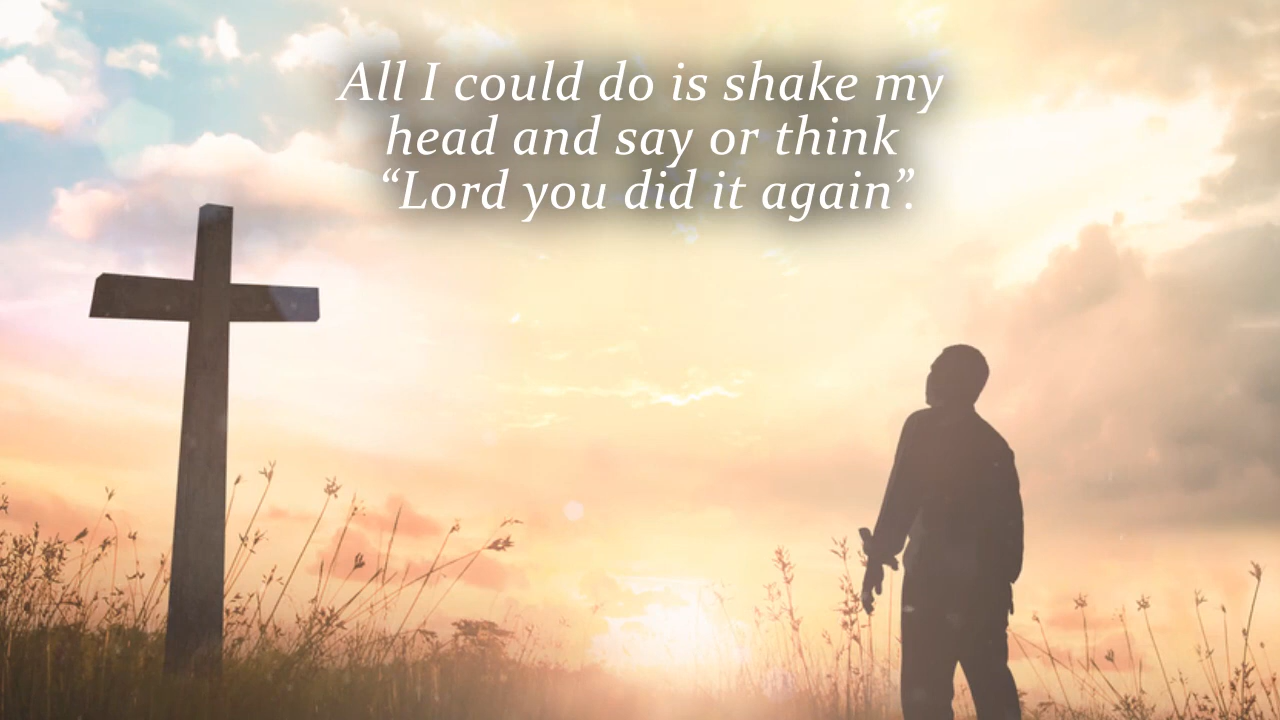 All I could do is shake my
head and say or think
“Lord you did it again”.